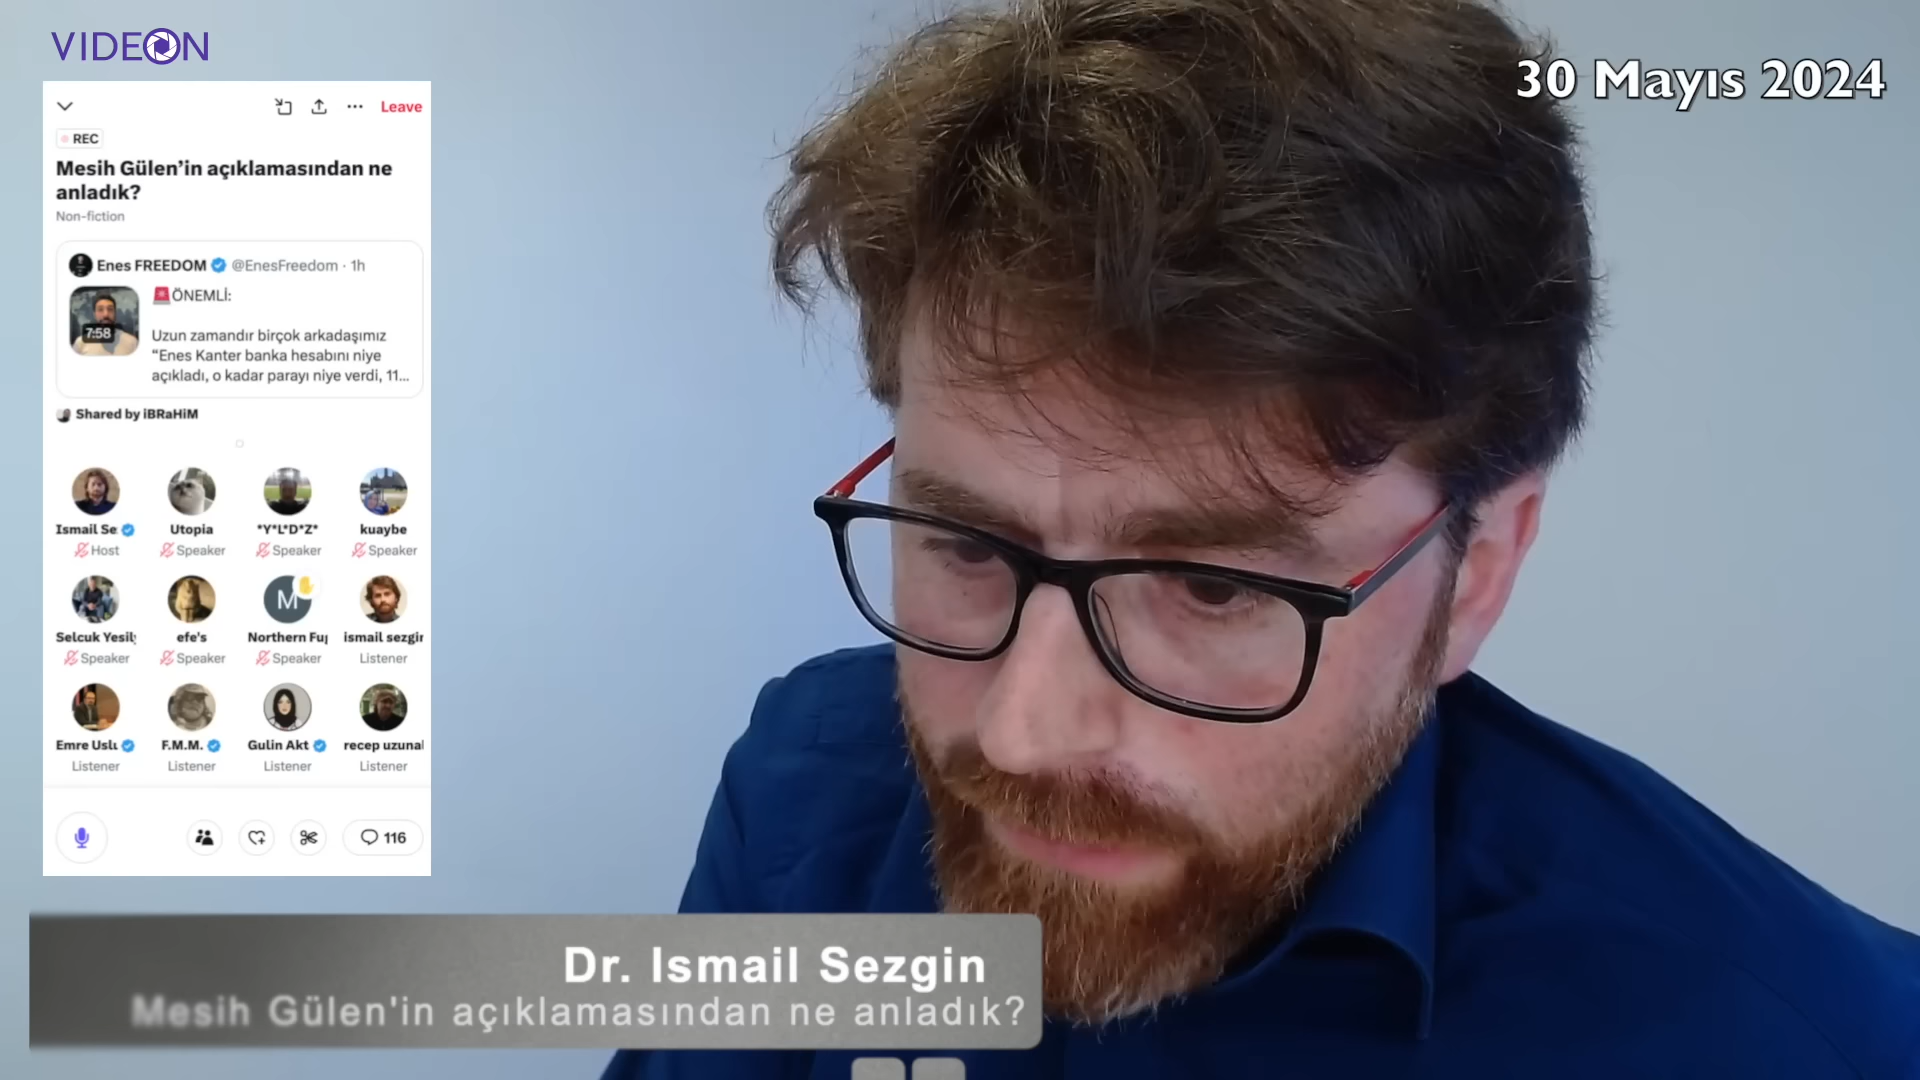 VIDEON
30 Mayıs 2024
Leave
REC
Mesih Gülen’in açıklamasından ne
anladık?
Non-fiction
Enes FREEDOM @EnesFreedom · 1h
7:58
🚨ÖNEMLİ:
Uzun zamandır birçok arkadaşımız
“Enes Kanter banka hesabını niye
açıkladı, o kadar parayı niye verdi, 11...
Shared by iBRaHiM
Ismail Se Utopia *Y*L*D*Z* kuaybe
Host Speaker Speaker Speaker
M
Selcuk Yesil efe's Northern Fu ismail sezgin
Speaker Speaker Speaker Listener
Emre Uslu F.M.M. Gulin Akt recep uzunal
Listener Listener Listener Listener
116
Dr. Ismail Sezgin
Mesih Gülen'in açıklamasından ne anladık?